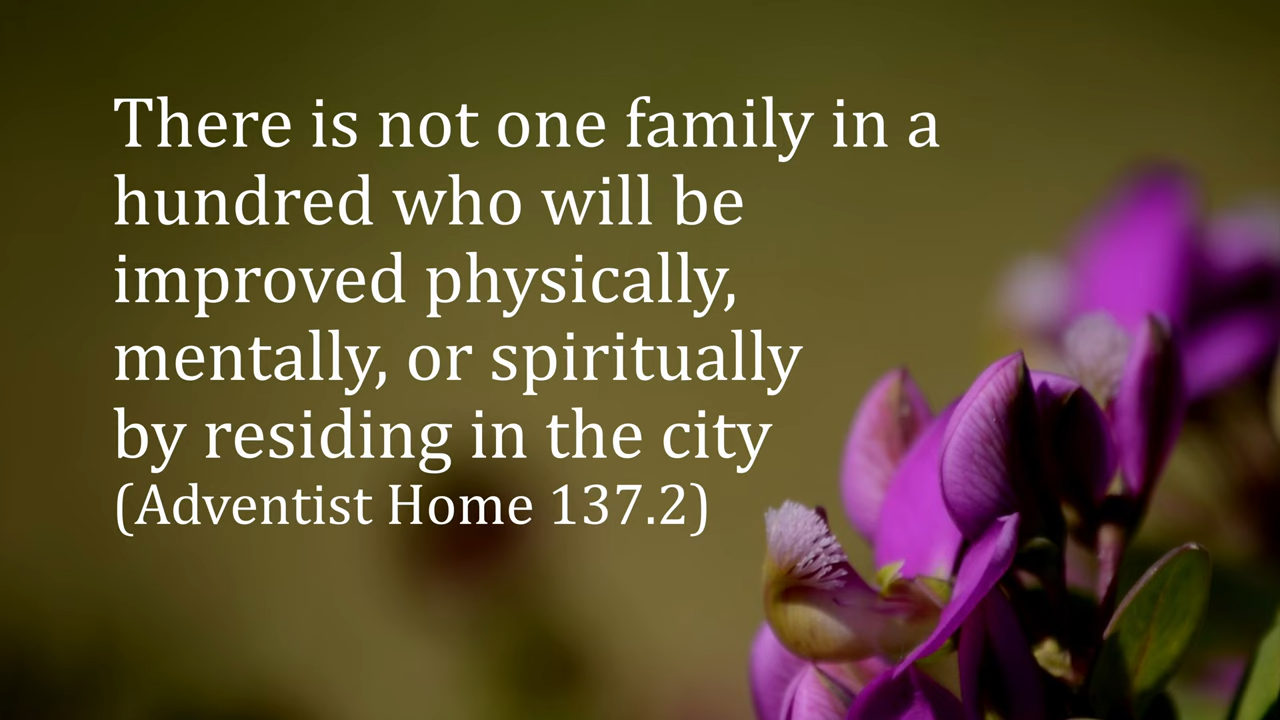 There is not one family in a
hundred who will be
improved physically,
mentally, or spiritually
by residing in the city
(Adventist Home 137.2)